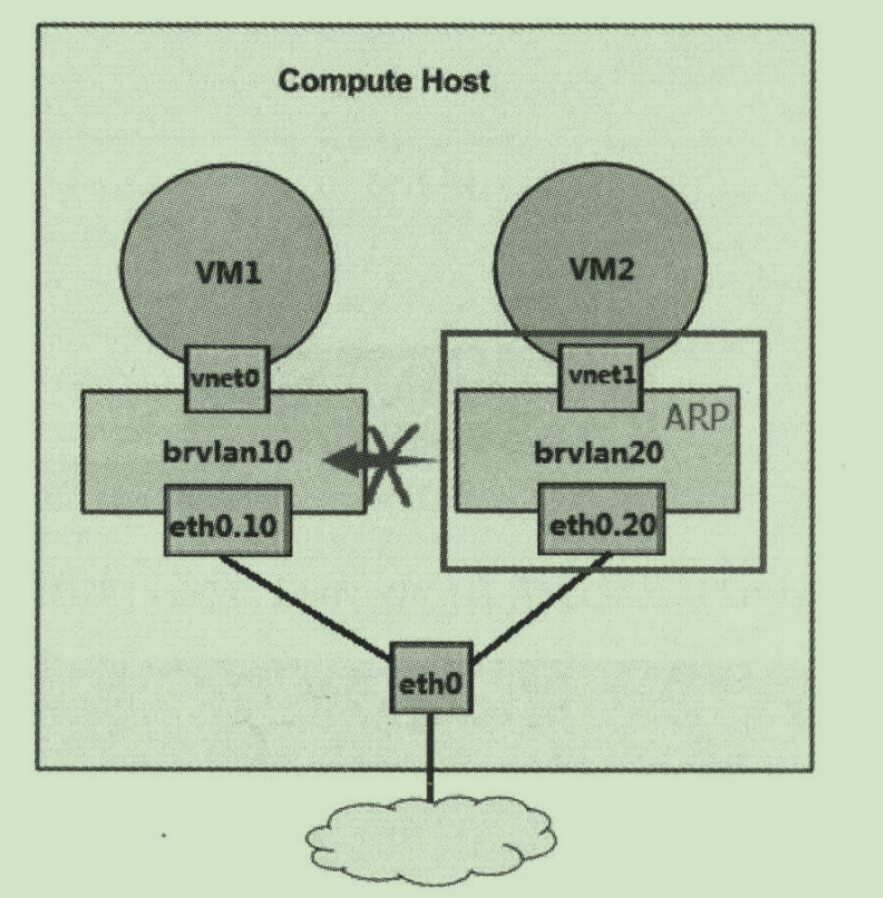 Compute Host
VM1
VM2
vnet0
vnet1
ARP
brvlan10
brvlan20
eth0.10
eth0.20
eth0